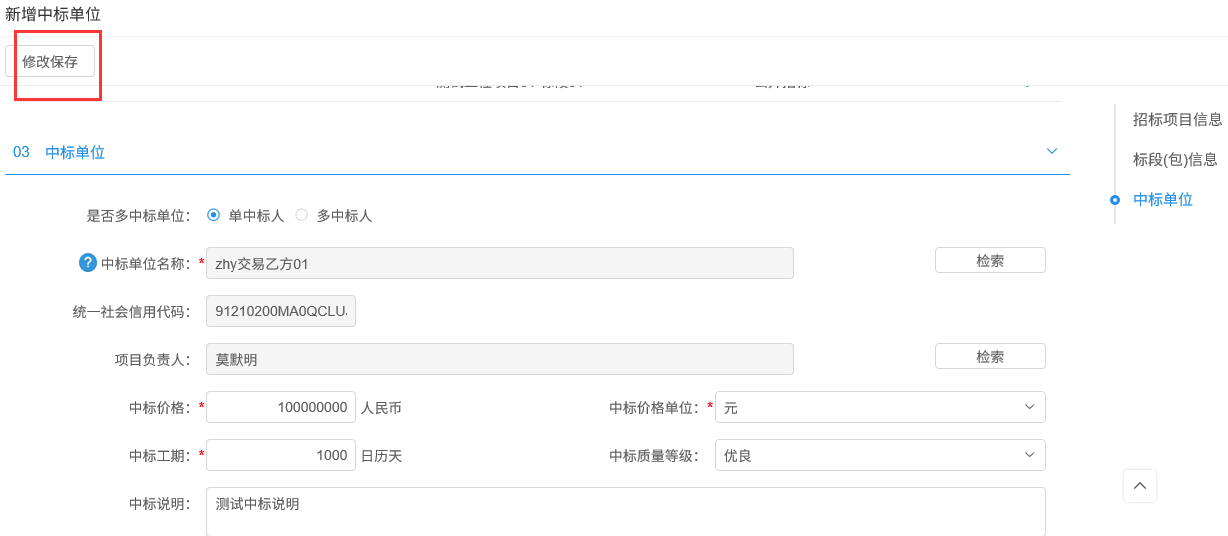 新增中标单位
修改保存
招标项目信息
03 中标单位
标段(包)信息
中标单位
是否多中标单位： 单中标人 多中标人
? 中标单位名称：* zhy交易乙方01 检索
统一社会信用代码： 91210200MA0QCLU
项目负责人： 莫默明 检索
中标价格：* 100000000 人民币 中标价格单位：* 元
中标工期：* 1000 日历天 中标质量等级： 优良
中标说明： 测试中标说明